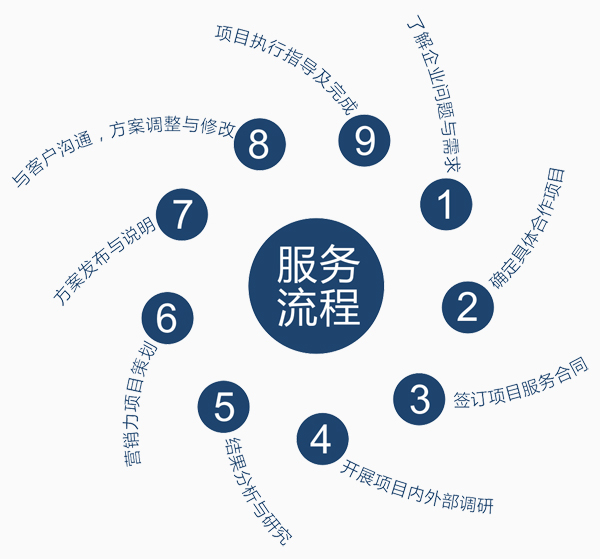 服务
流程
1
了解企业问题与需求
2
确定具体合作项目
3
签订项目服务合同
4
开展项目内外部调研
5
结果分析与研究
6
营销力项目策划
7
方案发布与说明
8
与客户沟通，方案调整与修改
9
项目执行指导及完成